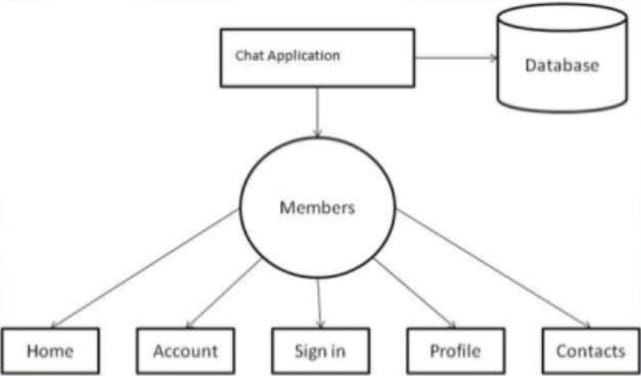 Chat Application
Database
Members
Home
Account
Sign in
Profile
Contacts